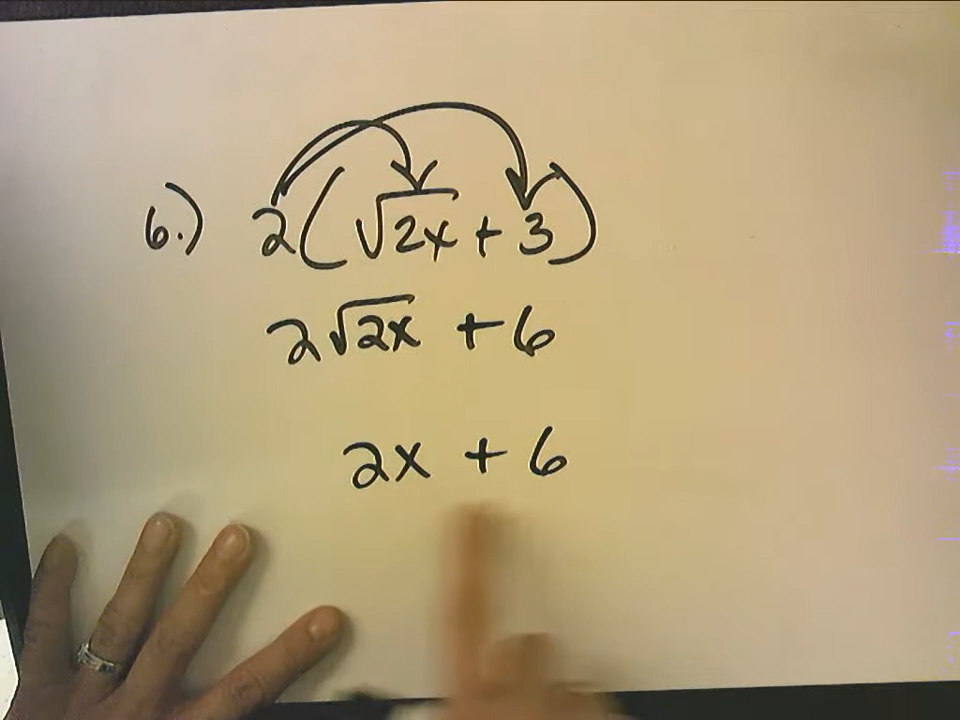 6.) 2(√2x + 3)
2√2x + 6
2x + 6